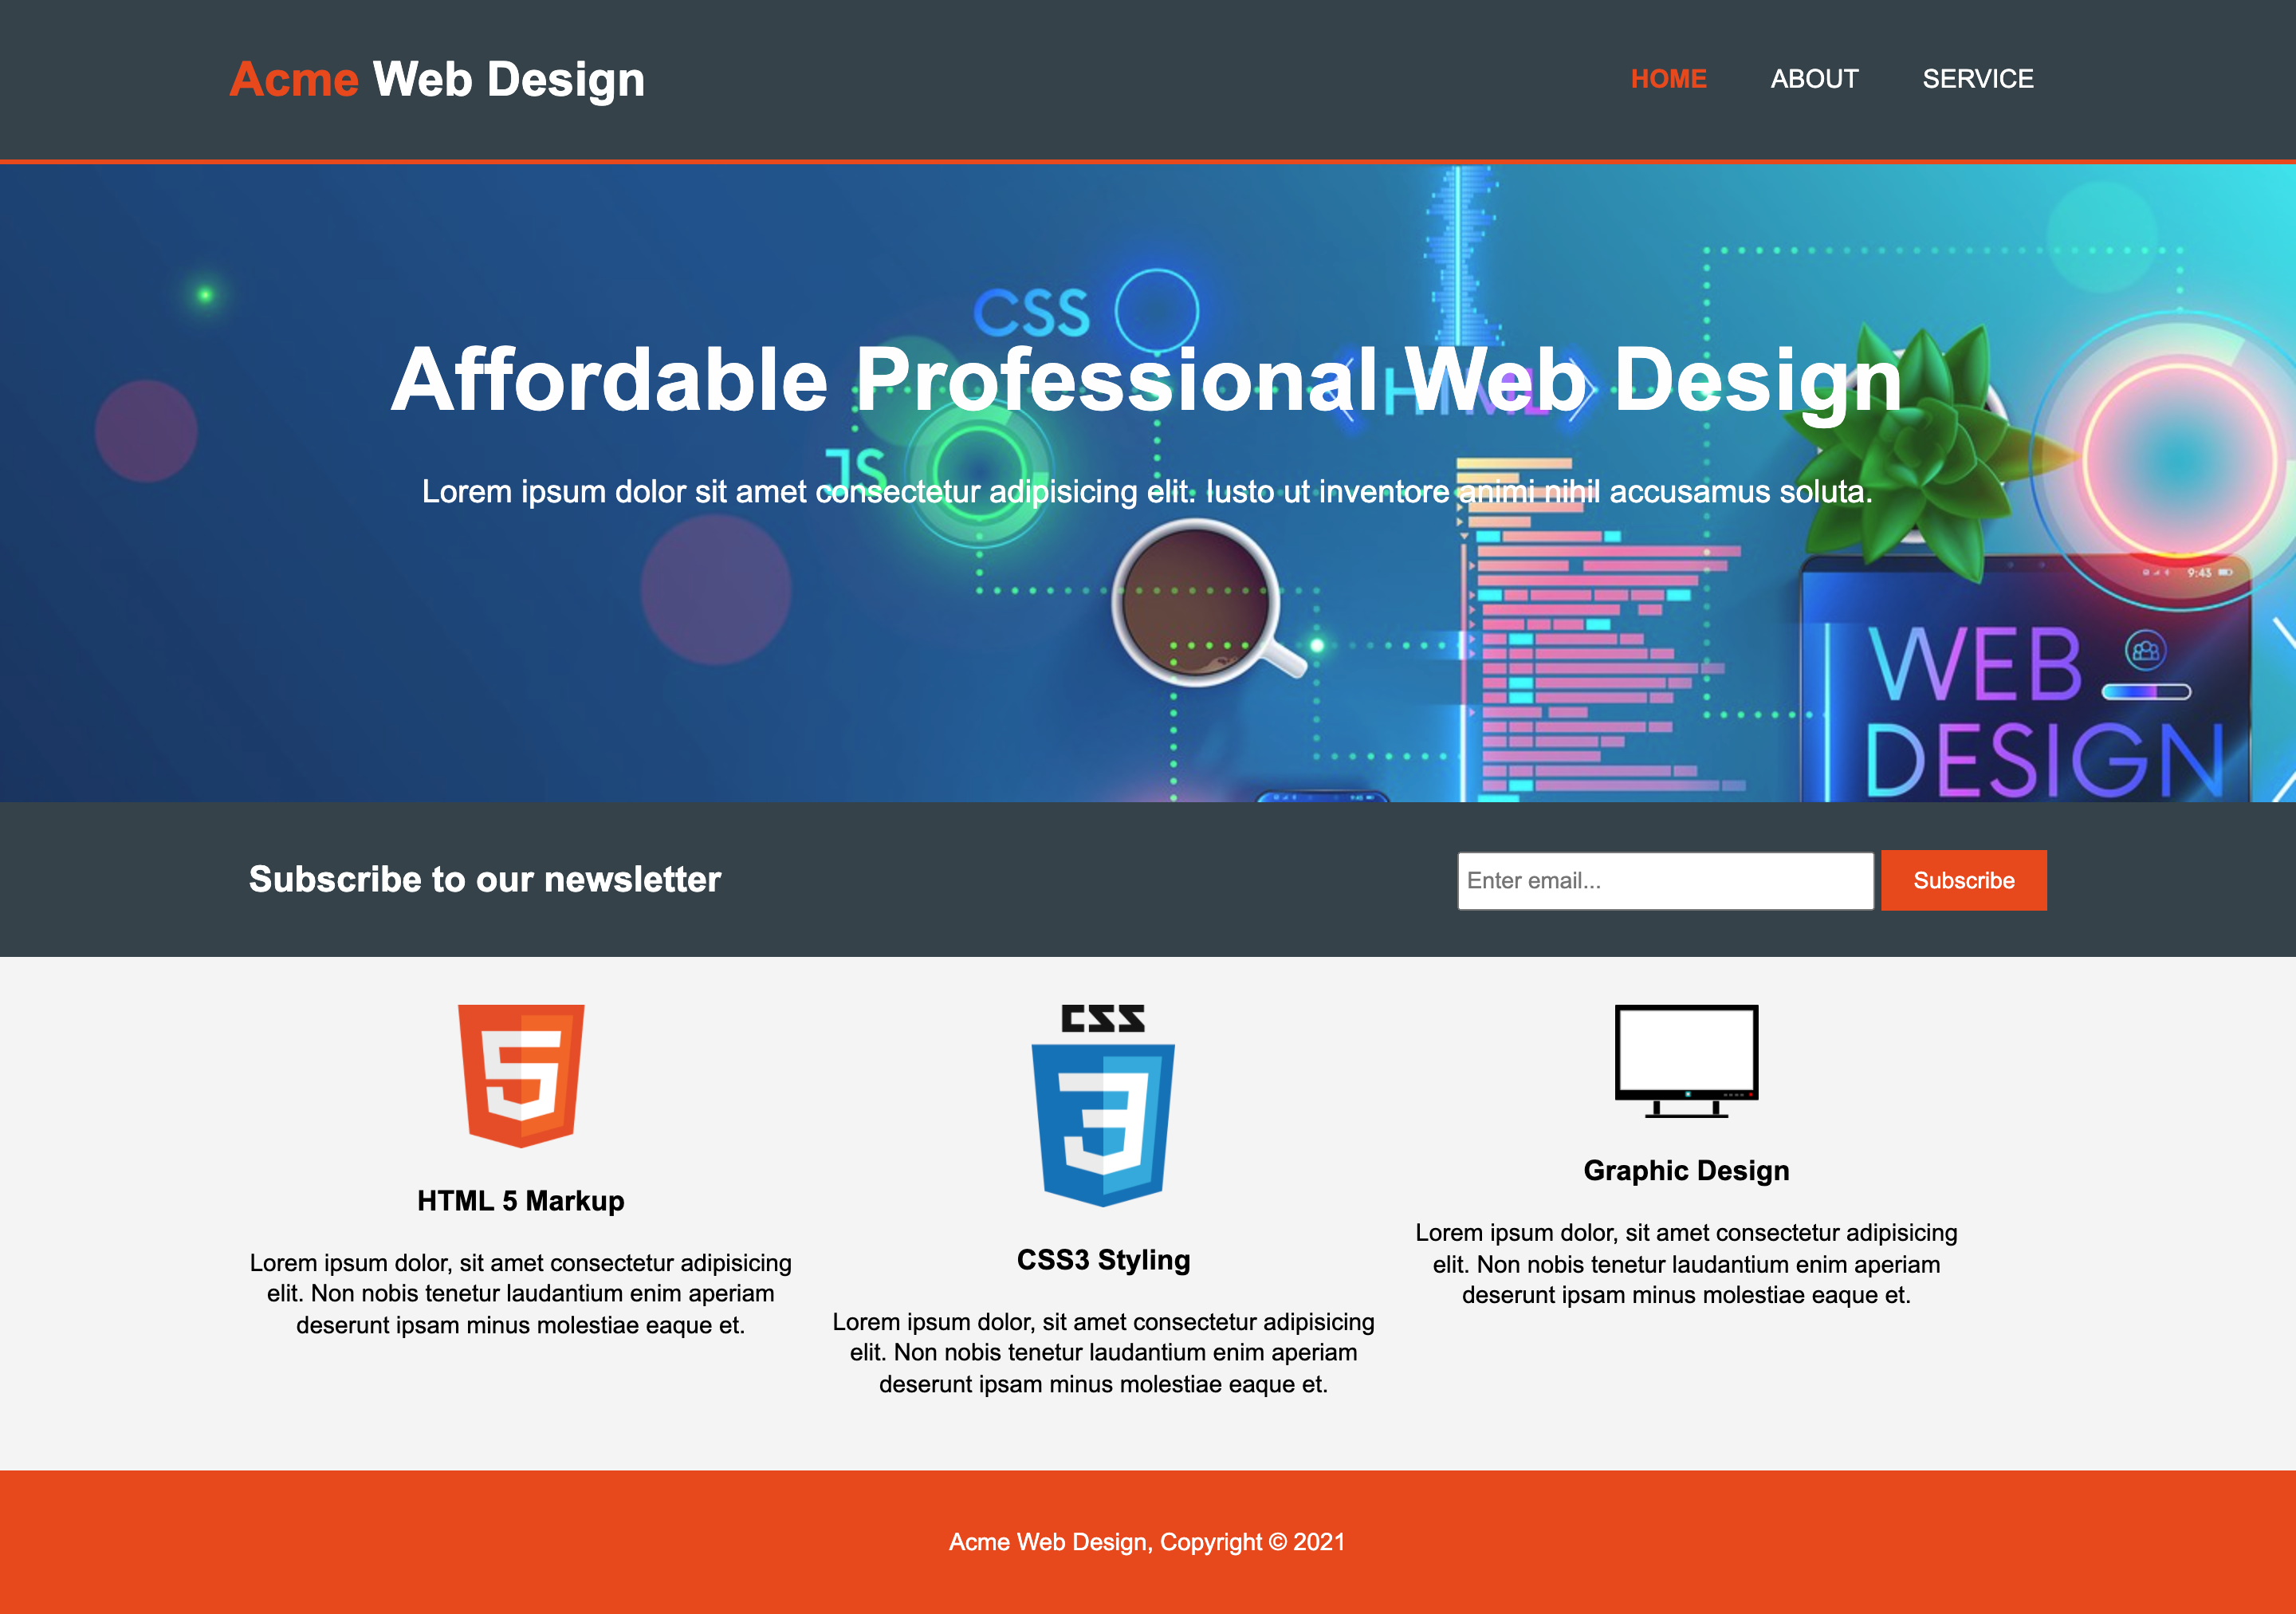 Acme Web Design
HOME ABOUT SERVICE
CSS
Affordable Professional Web Design
HTML
JS
Lorem ipsum dolor sit amet consectetur adipisicing elit. Iusto ut inventore animi nihil accusamus soluta.
9:45
WEB
DESIGN
Subscribe to our newsletter
Enter email...
Subscribe
5
HTML 5 Markup
Lorem ipsum dolor, sit amet consectetur adipisicing
elit. Non nobis tenetur laudantium enim aperiam
deserunt ipsam minus molestiae eaque et.
CSS
3
CSS3 Styling
Lorem ipsum dolor, sit amet consectetur adipisicing
elit. Non nobis tenetur laudantium enim aperiam
deserunt ipsam minus molestiae eaque et.
Graphic Design
Lorem ipsum dolor, sit amet consectetur adipisicing
elit. Non nobis tenetur laudantium enim aperiam
deserunt ipsam minus molestiae eaque et.
Acme Web Design, Copyright © 2021